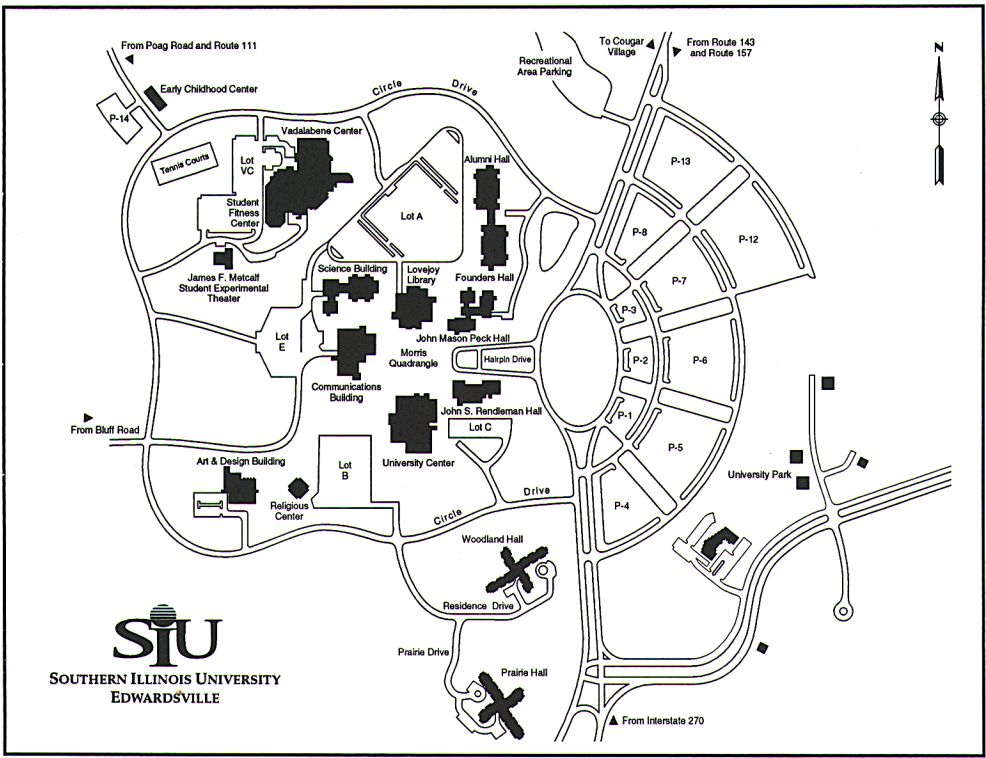 From Poag Road and Route 111
To Cougar
Village
From Route 143
and Route 157
N
Recreational
Area Parking
Early Childhood Center
Circle Drive
P-14
P-13
Vadalabene Center
Tennis Courts
Lot
VC
Alumni Hall
Student
Fitness
Center
Lot A
P-8
P-12
James F. Metcalf
Student Experimental
Theater
Science Building
Lovejoy
Library
Founders Hall
P-7
P-3
Lot
E
John Mason Peck Hall
Morris
Quadrangle
Hairpin Drive
P-2
P-6
Communications
Building
John S. Rendleman Hall
P-1
From Bluff Road
Lot C
P-5
Art & Design Building
Lot
B
University Center
University Park
Religious
Center
Circle Drive
P-4
Woodland Hall
Residence Drive
Prairie Drive
SIU
SOUTHERN ILLINOIS UNIVERSITY
EDWARDSVILLE
Prairie Hall
From Interstate 270